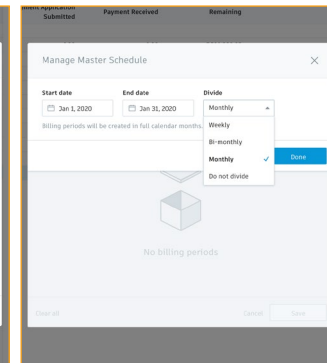 ment Application
Submitted
Payment Received
Remaining
Manage Master Schedule
Start date
End date
Divide
Jan 1, 2020
Jan 31, 2020
Monthly
Billing periods will be created in full calendar months.
Weekly
Bi-monthly
Monthly
Do not divide
Done
No billing periods
Clear all
Cancel
Save